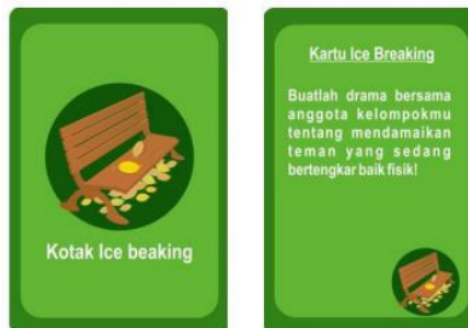 Kotak Ice beaking
Kartu Ice Breaking
Buatlah drama bersama
anggota kelompokmu
tentang mendamaikan
teman yang sedang
bertengkar baik fisik!